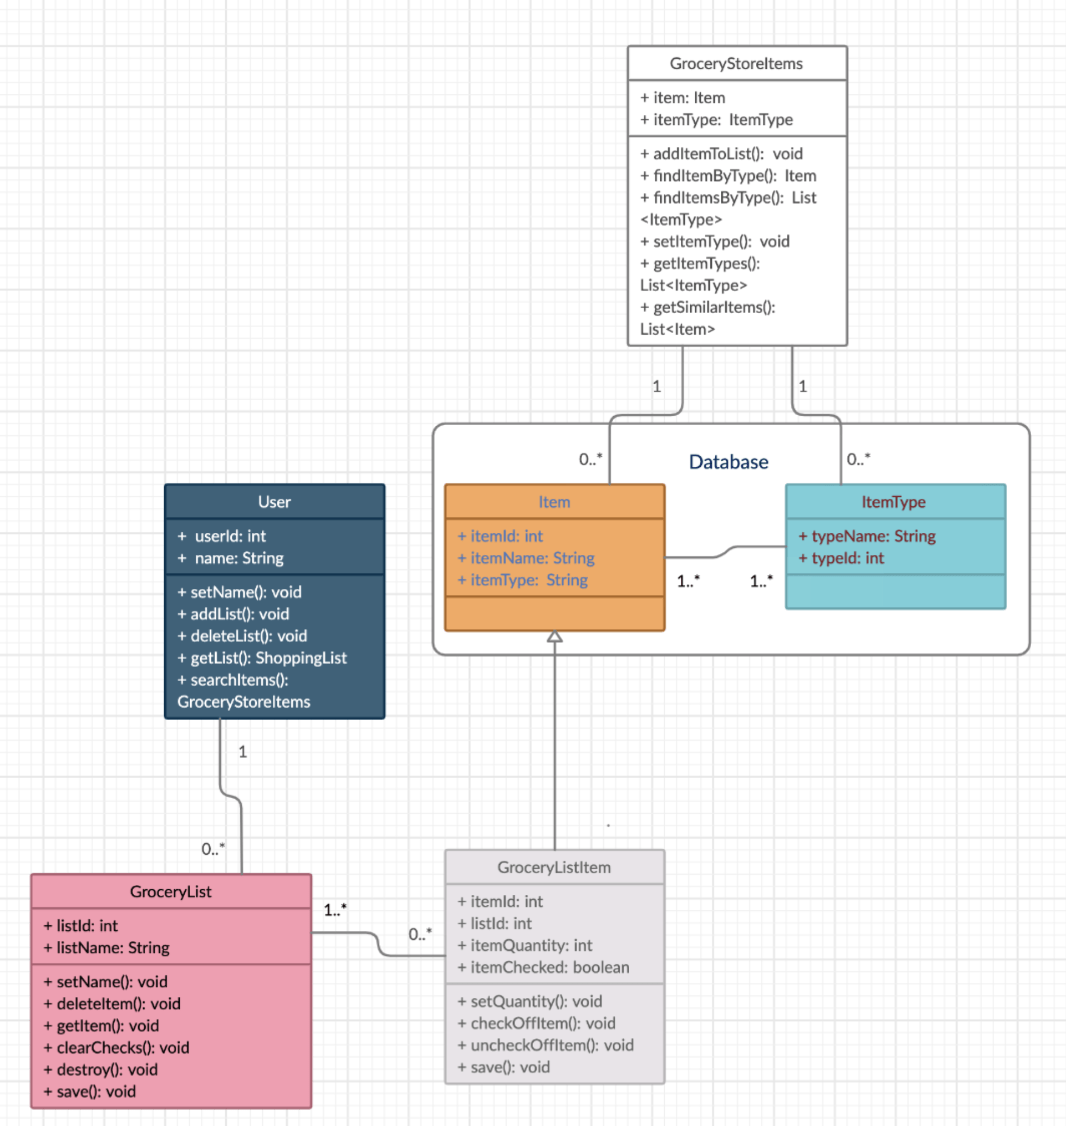 GroceryStoreItems
+ item: Item
+ itemType: ItemType
+ addItemToList(): void
+ findItemByType(): Item
+ findItemsByType(): List
<ItemType>
+ setItemType(): void
+ getItemTypes():
List<ItemType>
+ getSimilarItems():
List<Item>
1
1
0..*
Database
0..*
User
+ userId: int
+ name: String
+ setName(): void
+ addList(): void
+ deleteList(): void
+ getList(): ShoppingList
+ searchItems():
GroceryStoreItems
Item
+ itemId: int
+ itemName: String
+ itemType: String
1..*
1..*
ItemType
+ typeName: String
+ typeId: int
1
0..*
GroceryList
+ listId: int
+ listName: String
+ setName(): void
+ deleteItem(): void
+ getItem(): void
+ clearChecks(): void
+ destroy(): void
+ save(): void
1..*
0..*
GroceryListItem
+ itemId: int
+ listId: int
+ itemQuantity: int
+ itemChecked: boolean
+ setQuantity(): void
+ checkOffItem(): void
+ uncheckOffItem(): void
+ save(): void